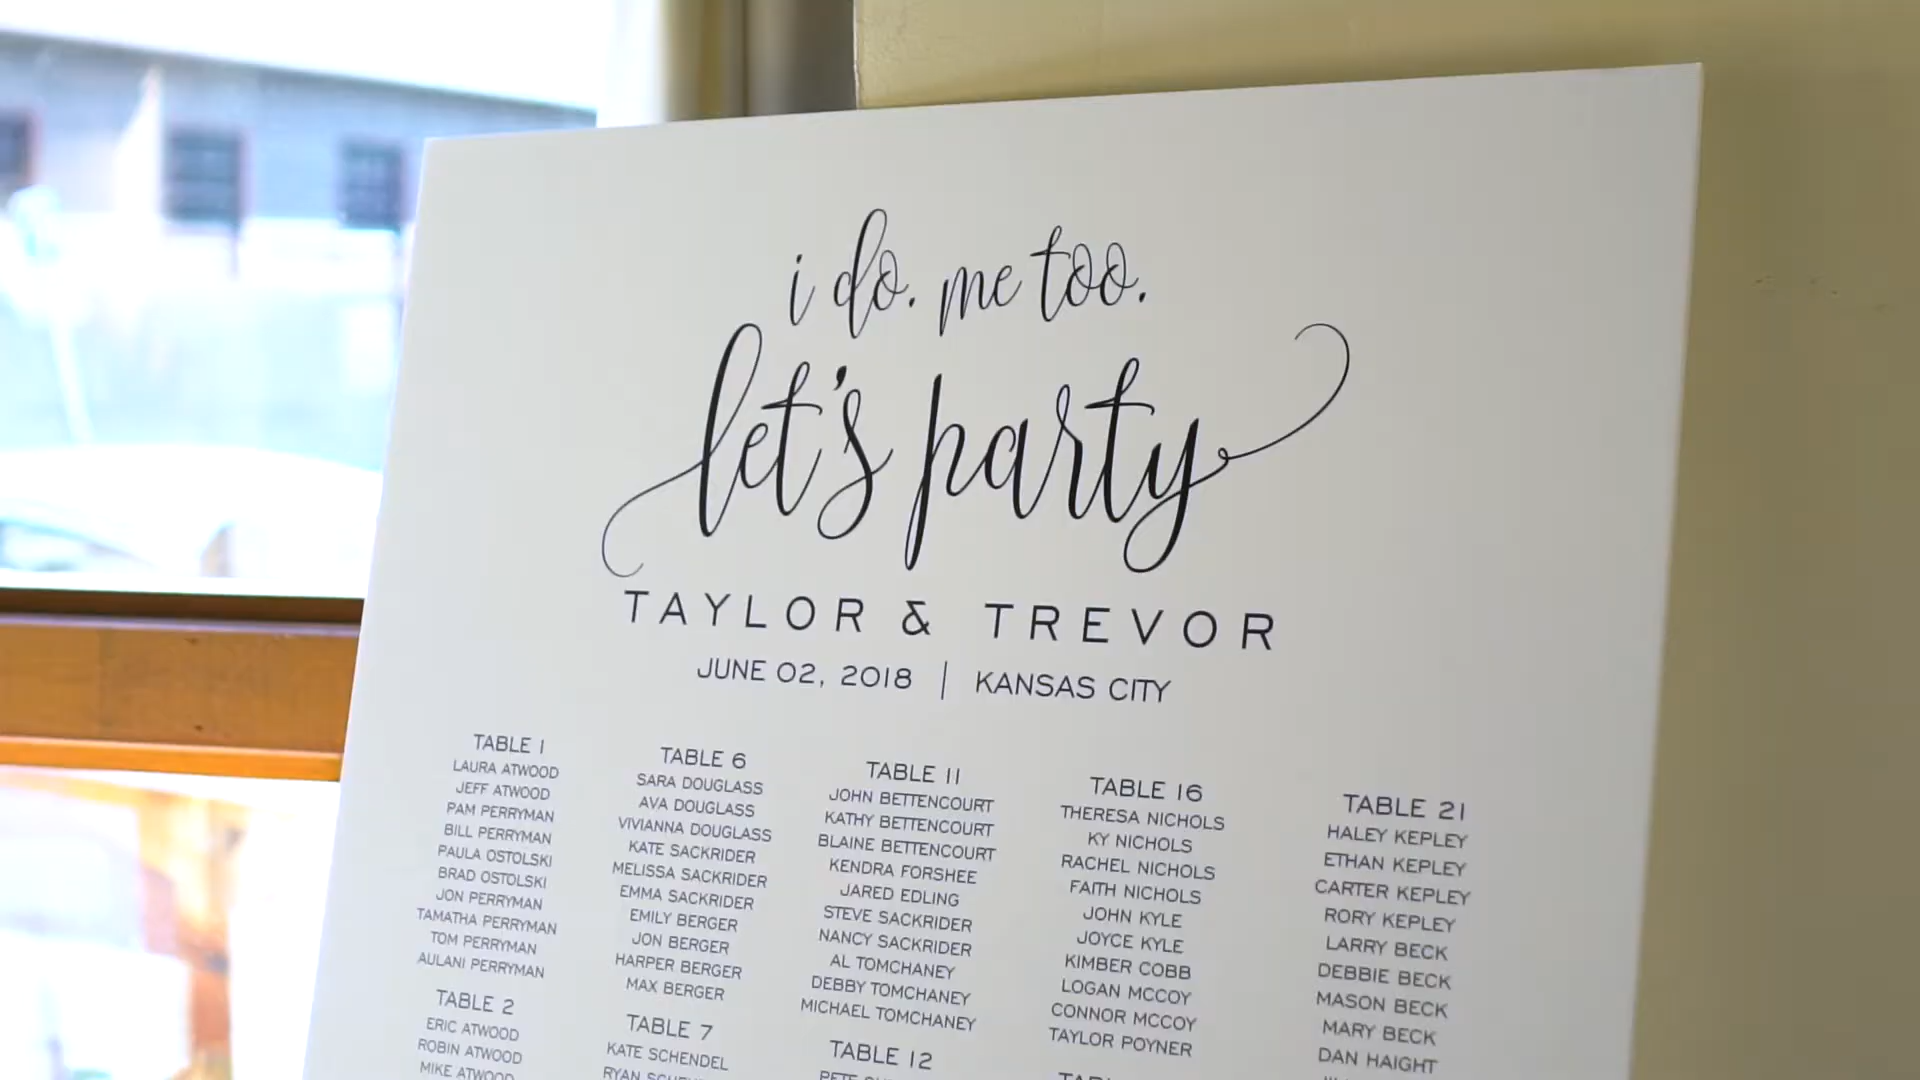 i do. me too.
let's party
TAYLOR & TREVOR
JUNE 02, 2018 | KANSAS CITY
TABLE 1
LAURA ATWOOD
JEFF ATWOOD
PAM PERRYMAN
BILL PERRYMAN
PAULA OSTOLSKI
BRAD OSTOLSKI
JON PERRYMAN
TAMATHA PERRYMAN
TOM PERRYMAN
AULANI PERRYMAN
TABLE 2
ERIC ATWOOD
ROBIN ATWOOD
MIKE ATWOOD
TABLE 6
SARA DOUGLASS
AVA DOUGLASS
VIVIANNA DOUGLASS
KATE SACKRIDER
MELISSA SACKRIDER
EMMA SACKRIDER
EMILY BERGER
JON BERGER
HARPER BERGER
MAX BERGER
TABLE 7
KATE SCHENDEL
RYAN
TABLE 11
JOHN BETTENCOURT
KATHY BETTENCOURT
BLAINE BETTENCOURT
KENDRA FORSHEE
JARED EDLING
STEVE SACKRIDER
NANCY SACKRIDER
AL TOMCHANEY
DEBBY TOMCHANEY
MICHAEL TOMCHANEY
TABLE 12
TABLE 16
THERESA NICHOLS
KY NICHOLS
RACHEL NICHOLS
FAITH NICHOLS
JOHN KYLE
JOYCE KYLE
KIMBER COBB
LOGAN MCCOY
CONNOR MCCOY
TAYLOR POYNER
TABLE 21
HALEY KEPLEY
ETHAN KEPLEY
CARTER KEPLEY
RORY KEPLEY
LARRY BECK
DEBBIE BECK
MASON BECK
MARY BECK
DAN HAIGHT